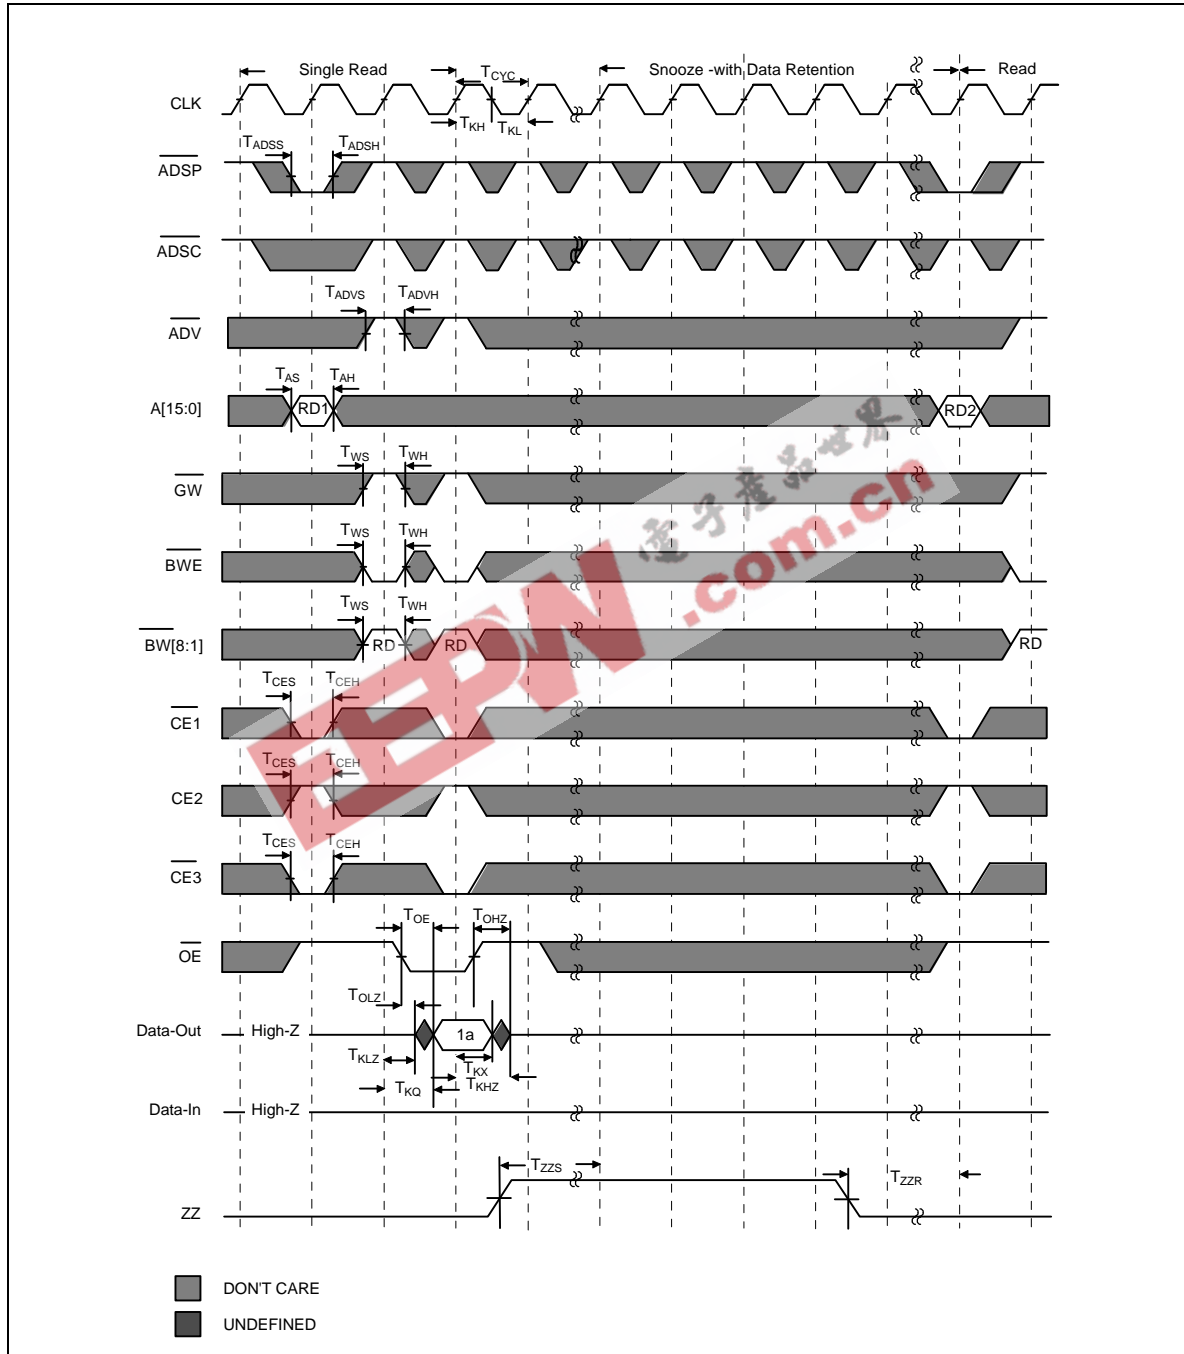 Single Read TCYC Snooze -with Data Retention Read
CLK
TKH TKL
TADSS TADSH
ADSP
ADSC
TADVS TADVH
ADV
TAS TAH
A[15:0] RD1 RD2
TWS TWH
GW
TWS TWH
BWE
TWS TWH
BW[8:1] RD RD RD
TCES TCEH
CE1
TCES TCEH
CE2
TCES TCEH
CE3
TOE TOHZ
OE
TOLZ
Data-Out High-Z 1a
TKLZ TKX
TKQ TKHZ
Data-In High-Z
TZZS TZZR
ZZ
DON'T CARE
UNDEFINED
EEPW .com.cn
電子產品世界